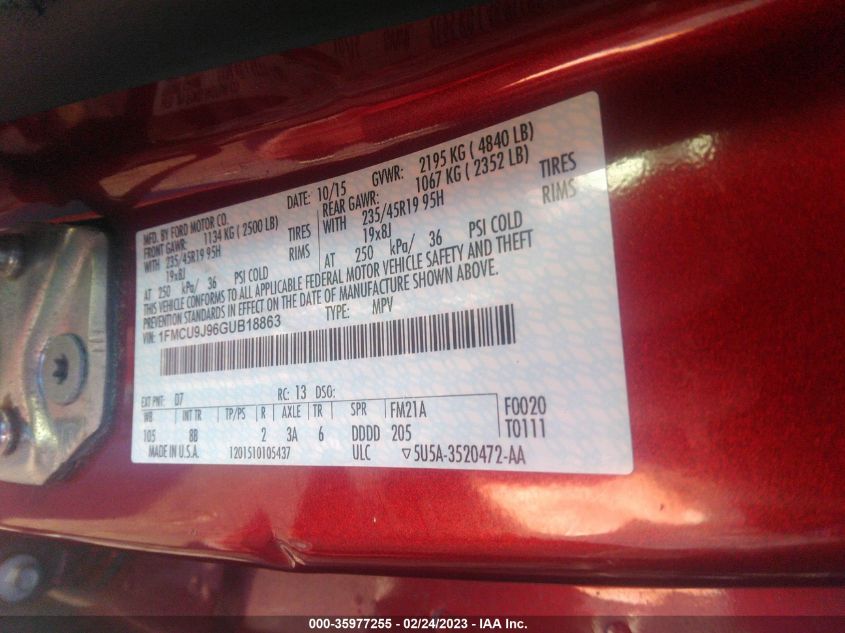 MFD. BY FORD MOTOR CO. DATE: 10/15 GVWR: 2195 KG ( 4840 LB)
FRONT GAWR: 1134 KG ( 2500 LB) REAR GAWR: 1067 KG ( 2352 LB)
WITH 235/45R19 95H TIRES WITH 235/45R19 95H TIRES
19x8J RIMS 19x8J RIMS
AT 250 kPa/ 36 PSI COLD AT 250 kPa/ 36 PSI COLD
THIS VEHICLE CONFORMS TO ALL APPLICABLE FEDERAL MOTOR VEHICLE SAFETY AND THEFT
PREVENTION STANDARDS IN EFFECT ON THE DATE OF MANUFACTURE SHOWN ABOVE.
VIN: 1FMCU9J96GUB18863 TYPE: MPV
EXT PNT: D7 RC: 13 DSO:
WB INT TR TP/PS R AXLE TR SPR FM21A F0020
105 8B 2 3A 6 DDDD 205 T0111
MADE IN U.S.A. 1201510105437 ULC ▽5U5A-3520472-AA
000-35977255 — 02/24/2023 — IAA Inc.